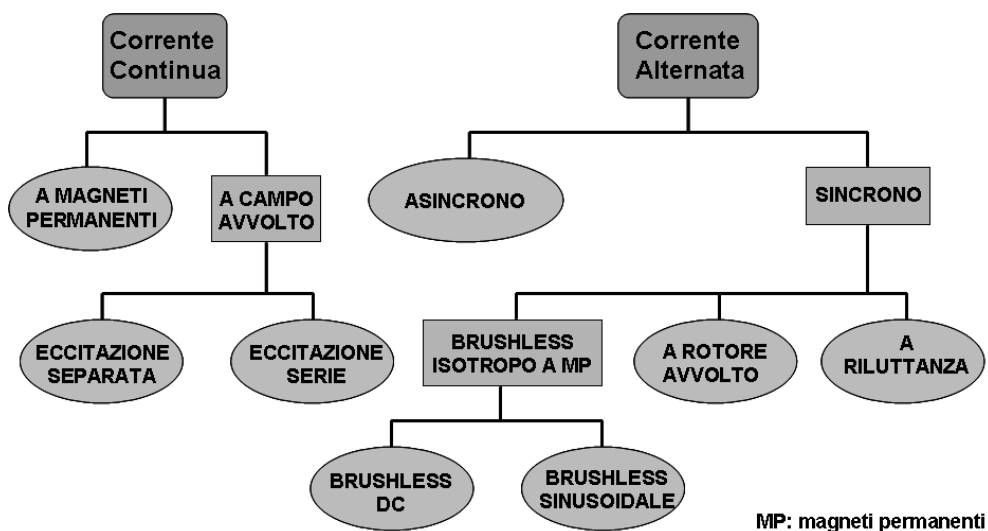 Corrente
Continua
Corrente
Alternata
A MAGNETI
PERMANENTI
A CAMPO
AVVOLTO
ASINCRONO
SINCRONO
ECCITAZIONE
SEPARATA
ECCITAZIONE
SERIE
BRUSHLESS
ISOTROPO A MP
A ROTORE
AVVOLTO
A
RILUTTANZA
BRUSHLESS
DC
BRUSHLESS
SINUSOIDALE
MP: magneti permanenti